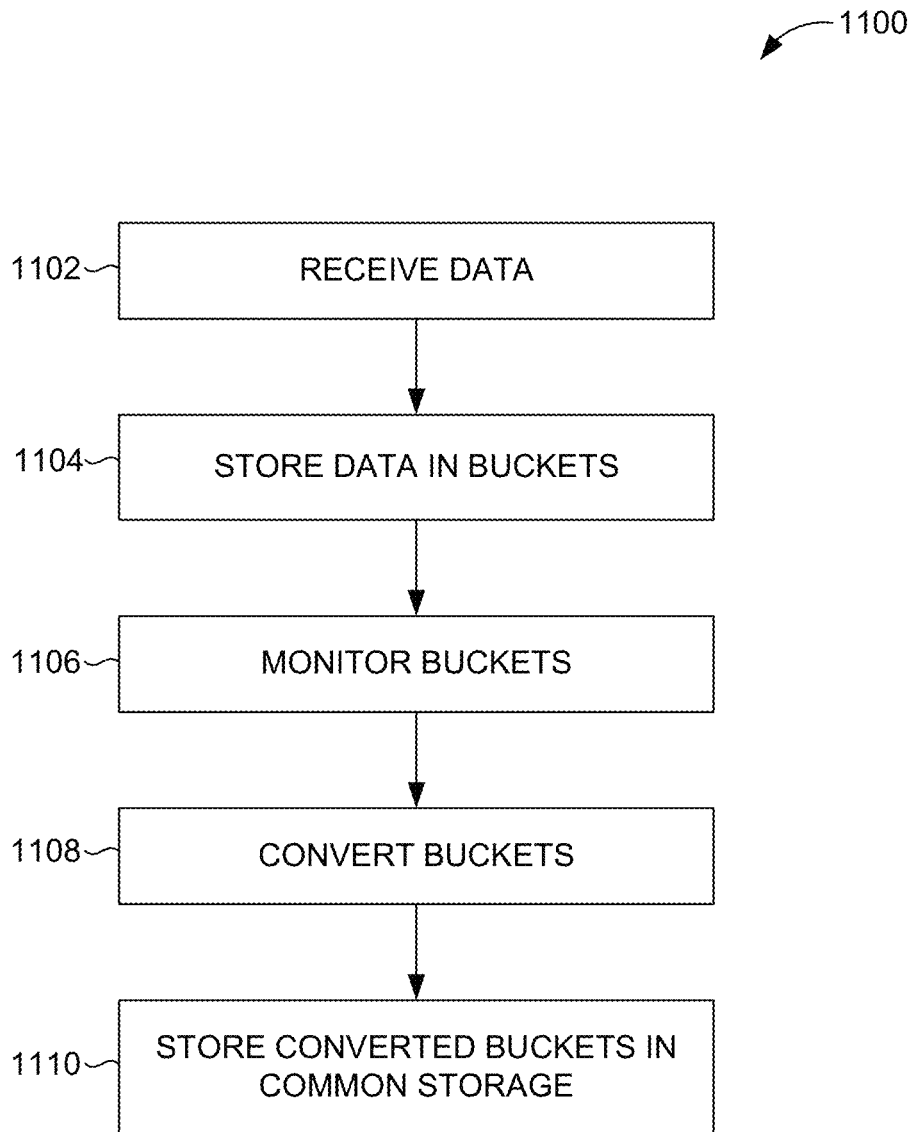 1100
1102
RECEIVE DATA
1104
STORE DATA IN BUCKETS
1106
MONITOR BUCKETS
1108
CONVERT BUCKETS
1110
STORE CONVERTED BUCKETS IN
COMMON STORAGE